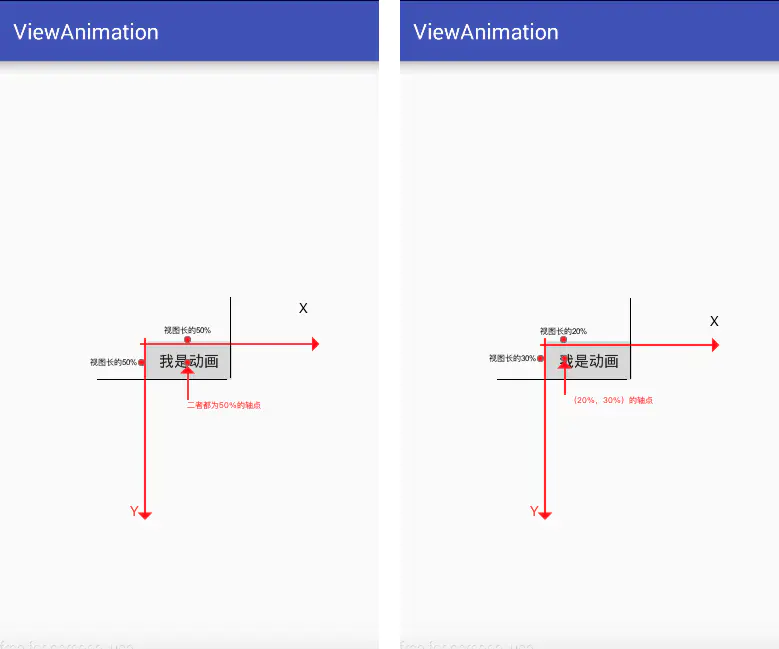 ViewAnimation
X
视图长的50%
视图长的50%
我是动画
二者都为50%的轴点
Y
ViewAnimation
X
视图长的20%
视图长的30%
我是动画
（20%，30%）的轴点
Y